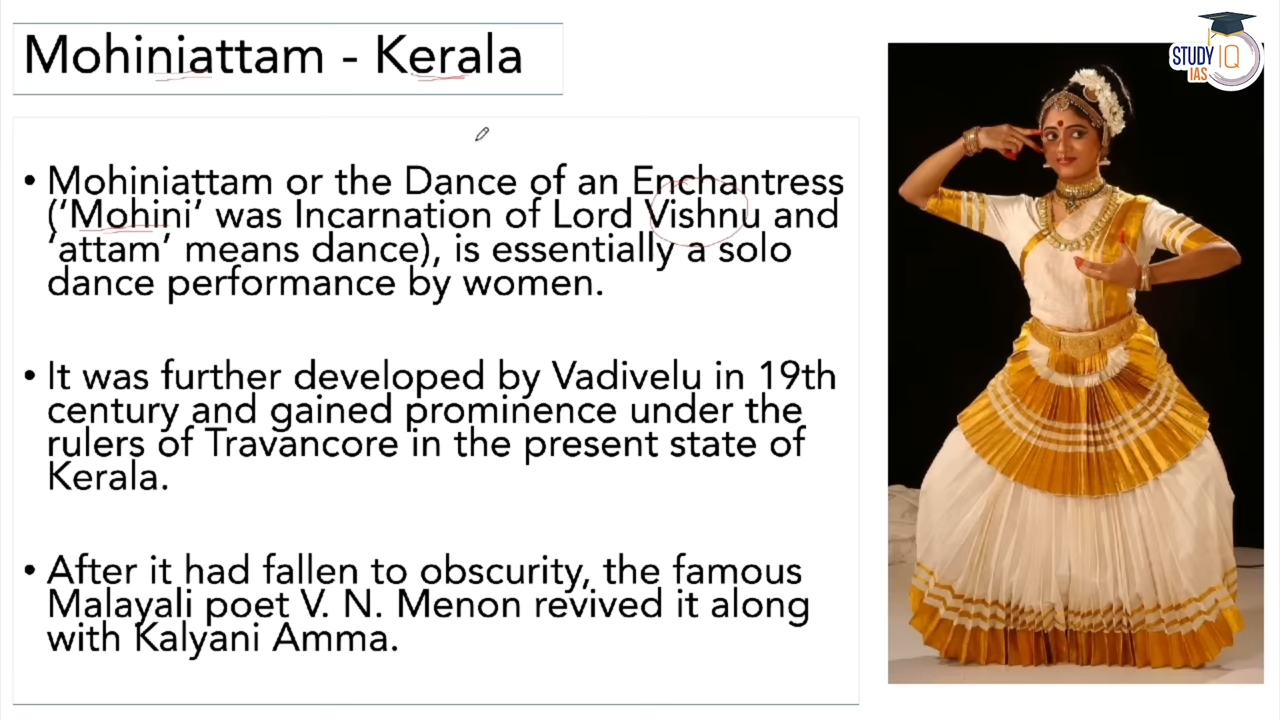 Mohiniattam - Kerala
STUDY IQ
IAS
• Mohiniattam or the Dance of an Enchantress
(‘Mohini’ was Incarnation of Lord Vishnu and
‘attam’ means dance), is essentially a solo
dance performance by women.
• It was further developed by Vadivelu in 19th
century and gained prominence under the
rulers of Travancore in the present state of
Kerala.
• After it had fallen to obscurity, the famous
Malayali poet V. N. Menon revived it along
with Kalyani Amma.